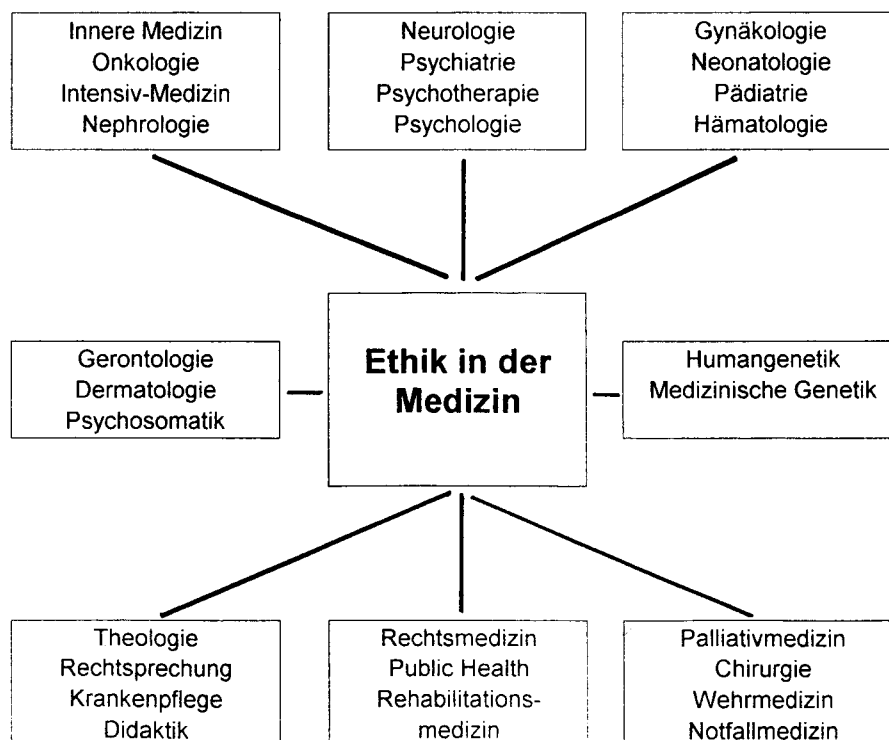 Innere Medizin
Onkologie
Intensiv-Medizin
Nephrologie
Neurologie
Psychiatrie
Psychotherapie
Psychologie
Gynäkologie
Neonatologie
Pädiatrie
Hämatologie
Gerontologie
Dermatologie
Psychosomatik
Ethik in der
Medizin
Humangenetik
Medizinische Genetik
Theologie
Rechtsprechung
Krankenpflege
Didaktik
Rechtsmedizin
Public Health
Rehabilitations-
medizin
Palliativmedizin
Chirurgie
Wehrmedizin
Notfallmedizin